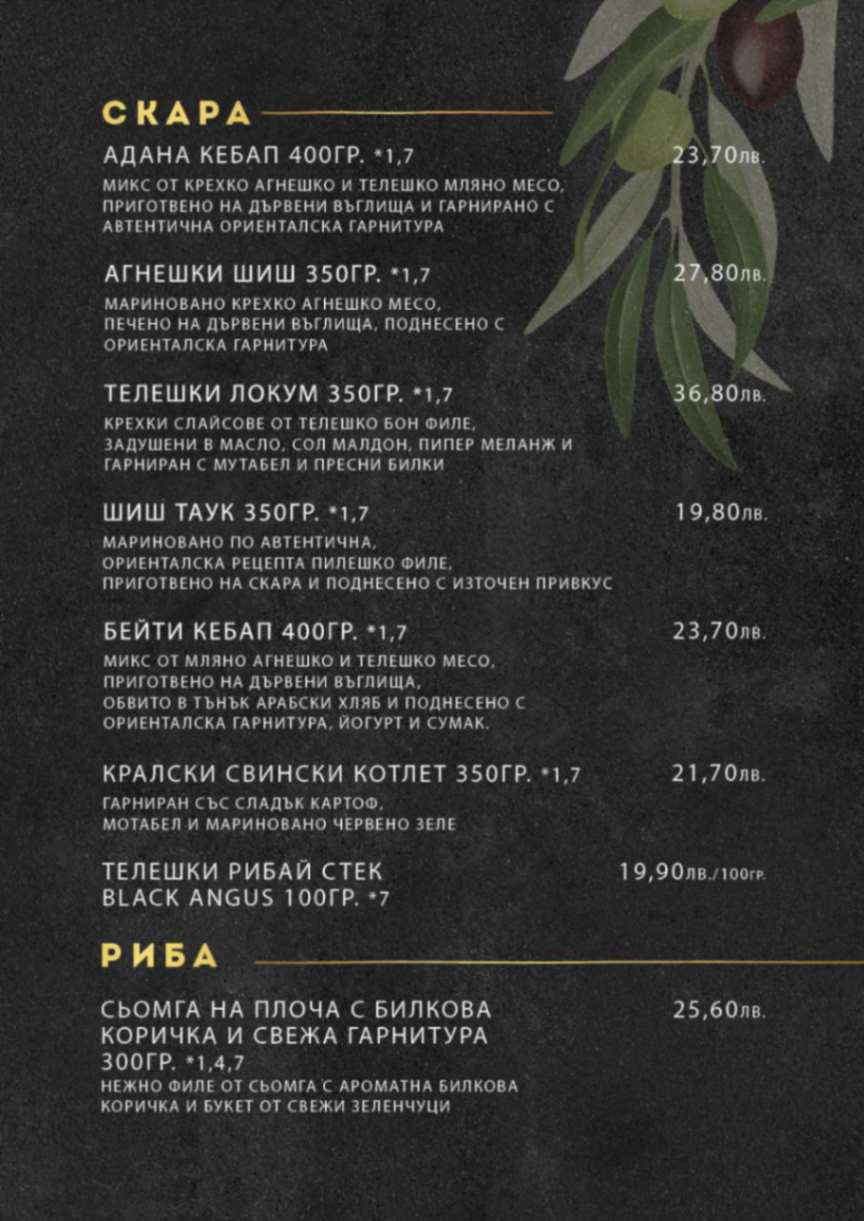 СКАРА
АДАНА КЕБАП 400ГР. *1,7 23,70лв.
МИКС ОТ КРЕХКО АГНЕШКО И ТЕЛЕШКО МЛЯНО МЕСО,
ПРИГОТВЕНО НА ДЪРВЕНИ ВЪГЛИЩА И ГАРНИРАНО С
АВТЕНТИЧНА ОРИЕНТАЛСКА ГАРНИТУРА
АГНЕШКИ ШИШ 350ГР. *1,7 27,80лв.
МАРИНОВАНО КРЕХКО АГНЕШКО МЕСО,
ПЕЧЕНО НА ДЪРВЕНИ ВЪГЛИЩА, ПОДНЕСЕНО С
ОРИЕНТАЛСКА ГАРНИТУРА
ТЕЛЕШКИ ЛОКУМ 350ГР. *1,7 36,80лв.
КРЕХКИ СЛАЙСОВЕ ОТ ТЕЛЕШКО БОН ФИЛЕ,
ЗАДУШЕНИ В МАСЛО, СОЛ МАЛДОН, ПИПЕР МЕЛАНЖ И
ГАРНИРАН С МУТАБЕЛ И ПРЕСНИ БИЛКИ
ШИШ ТАУК 350ГР. *1,7 19,80лв.
МАРИНОВАНО ПО АВТЕНТИЧНА,
ОРИЕНТАЛСКА РЕЦЕПТА ПИЛЕШКО ФИЛЕ,
ПРИГОТВЕНО НА СКАРА И ПОДНЕСЕНО С ИЗТОЧЕН ПРИВКУС
БЕЙТИ КЕБАП 400ГР. *1,7 23,70лв.
МИКС ОТ МЛЯНО АГНЕШКО И ТЕЛЕШКО МЕСО,
ПРИГОТВЕНО НА ДЪРВЕНИ ВЪГЛИЩА,
ОБВИТО В ТЪНЪК АРАБСКИ ХЛЯБ И ПОДНЕСЕНО С
ОРИЕНТАЛСКА ГАРНИТУРА, ЙОГУРТ И СУМАК.
КРАЛСКИ СВИНСКИ КОТЛЕТ 350ГР. *1,7 21,70лв.
ГАРНИРАН СЪС СЛАДЪК КАРТОФ,
МОТАБЕЛ И МАРИНОВАНО ЧЕРВЕНО ЗЕЛЕ
ТЕЛЕШКИ РИБАЙ СТЕК 19,90лв./100гр.
BLACK ANGUS 100ГР. *7
РИБА
СЬОМГА НА ПЛОЧА С БИЛКОВА 25,60лв.
КОРИЧКА И СВЕЖА ГАРНИТУРА
300ГР. *1,4,7
НЕЖНО ФИЛЕ ОТ СЬОМГА С АРОМАТНА БИЛКОВА
КОРИЧКА И БУКЕТ ОТ СВЕЖИ ЗЕЛЕНЧУЦИ